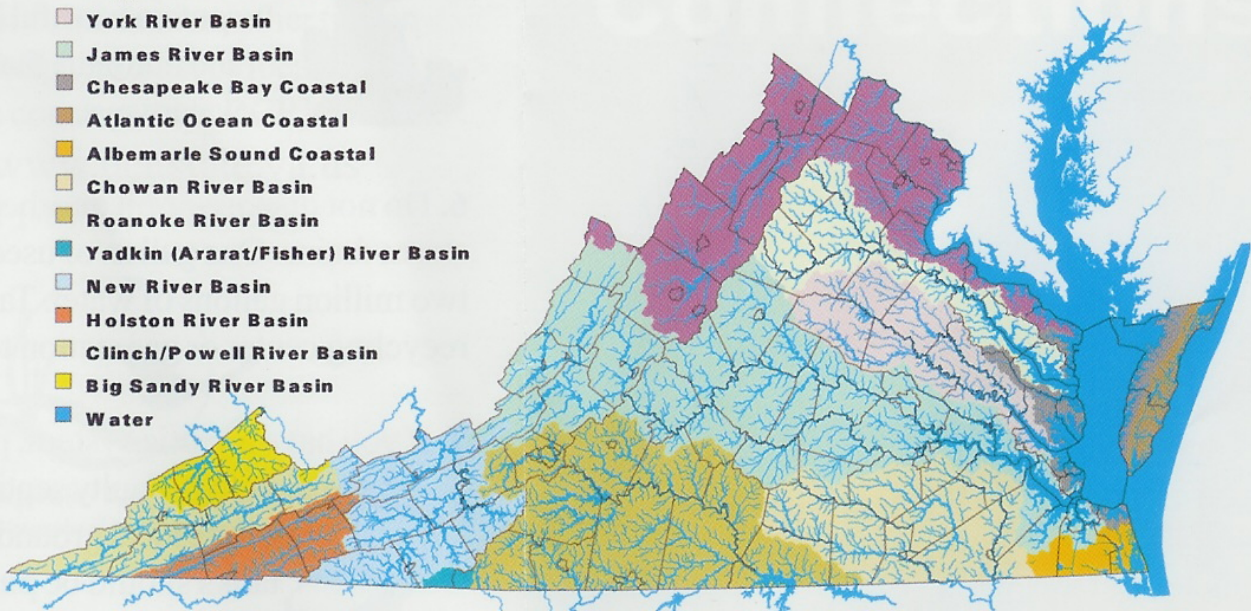 York River Basin
James River Basin
Chesapeake Bay Coastal
Atlantic Ocean Coastal
Albemarle Sound Coastal
Chowan River Basin
Roanoke River Basin
Yadkin (Ararat/Fisher) River Basin
New River Basin
Holston River Basin
Clinch/Powell River Basin
Big Sandy River Basin
Water